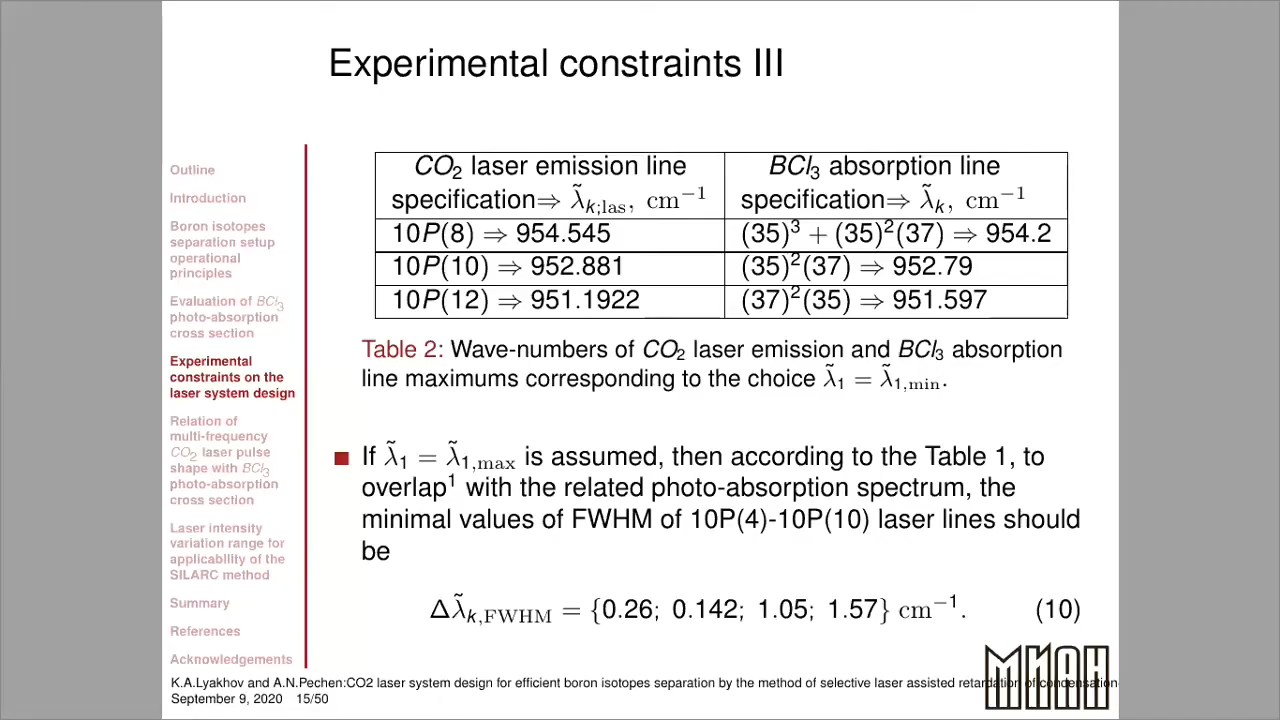 Experimental constraints III
Outline
Introduction
Boron isotopes
separation setup
operational
principles
Evaluation of BCl₃
photo-absorption
cross section
Experimental
constraints on the
laser system design
Relation of
multi-frequency
CO₂ laser pulse
shape with BCl₃
photo-absorption
cross section
Laser intensity
variation range for
applicability of the
SILARC method
Summary
References
Acknowledgements
CO₂ laser emission line
specification⇒ λ̃k;las, cm⁻¹
BCl₃ absorption line
specification⇒ λ̃k, cm⁻¹
10P(8) ⇒ 954.545
(35)³ + (35)²(37) ⇒ 954.2
10P(10) ⇒ 952.881
(35)²(37) ⇒ 952.79
10P(12) ⇒ 951.1922
(37)²(35) ⇒ 951.597
Table 2: Wave-numbers of CO₂ laser emission and BCl₃ absorption
line maximums corresponding to the choice λ̃₁ = λ̃₁,min.
If λ̃₁ = λ̃₁,max is assumed, then according to the Table 1, to
overlap¹ with the related photo-absorption spectrum, the
minimal values of FWHM of 10P(4)-10P(10) laser lines should
be
Δλ̃k,FWHM = {0.26; 0.142; 1.05; 1.57} cm⁻¹. (10)
МИАН
K.A.Lyakhov and A.N.Pechen:CO2 laser system design for efficient boron isotopes separation by the method of selective laser assisted retardation of condensation
September 9, 2020 15/50